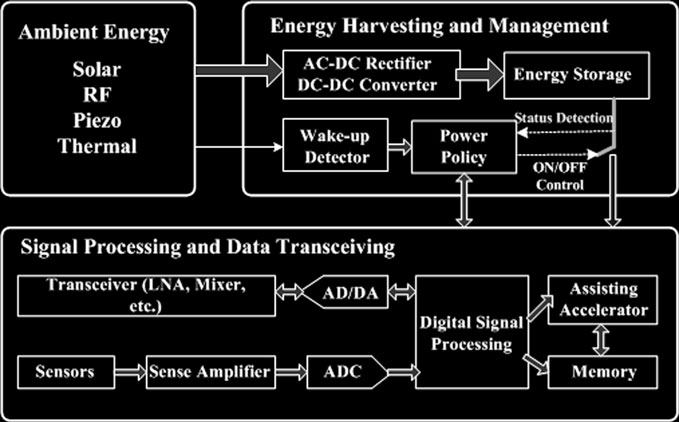 Ambient Energy
Solar
RF
Piezo
Thermal
Energy Harvesting and Management
AC-DC Rectifier
DC-DC Converter
Energy Storage
Status Detection
Wake-up
Detector
Power
Policy
ON/OFF
Control
Signal Processing and Data Transceiving
Transceiver (LNA, Mixer,
etc.)
AD/DA
Digital Signal
Processing
Assisting
Accelerator
Sensors
Sense Amplifier
ADC
Memory